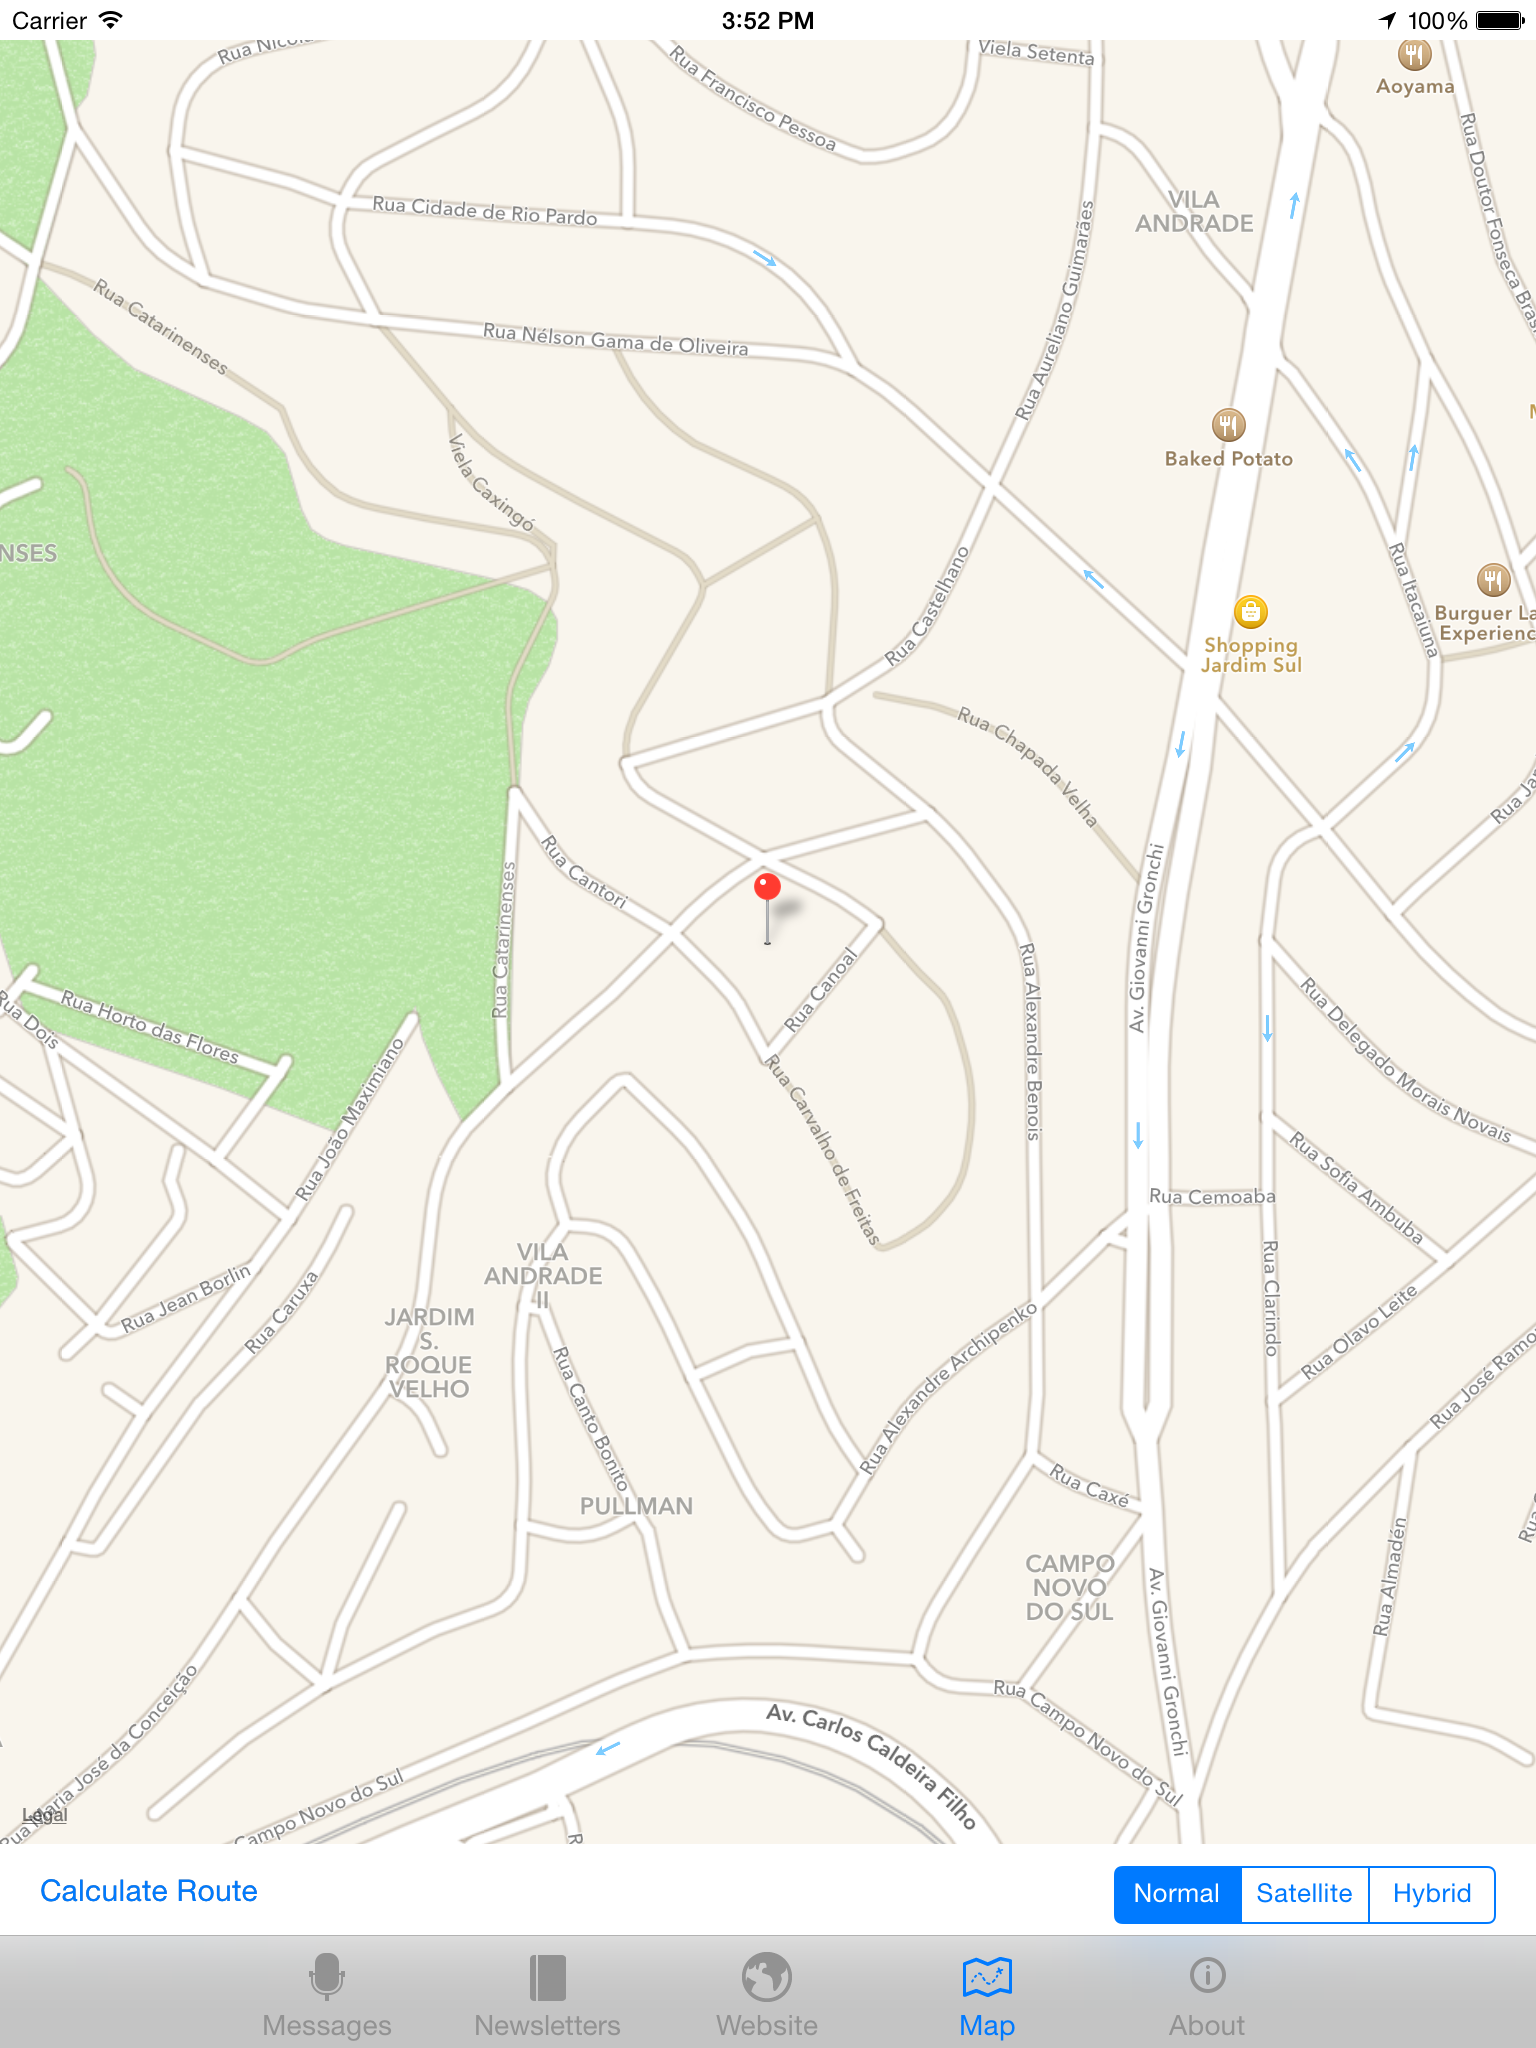 Carrier
3:52 PM
100%
Rua Francisco Pessoa
Viela Setenta
Aoyama
Rua Doutor Fonseca
VILA
ANDRADE
Rua Cidade de Rio Pardo
Rua Aureliano Guimarães
Rua Catarinenses
Rua Nélson Gama de Oliveira
Viela Caxingó
Baked Potato
NSES
Rua Castelhano
Rua Itacaiuna
Burguer La
Experienc
Shopping
Jardim Sul
Rua Chapada Velha
Rua Cantori
Rua Catarinenses
Av. Giovanni Gronchi
Rua Canoal
Rua Alexandre Benois
Rua Horto das Flores
Rua Dois
Rua João Maximiano
Rua Delegado Morais Novais
Rua Carvalho de Freitas
Rua Sofia Ambuba
Rua Cemoaba
VILA
ANDRADE
II
Rua Clarindo
Rua Jean Borlin
Rua Caruxa
JARDIM
S.
ROQUE
VELHO
Rua Alexandre Archipenko
Rua Olavo Leite
Rua José Ramo
Rua Canto Bonito
Rua Caxé
PULLMAN
CAMPO
NOVO
DO SUL
Rua Almadén
Av. Giovanni Gronchi
Rua Maria José da Conceição
Rua Campo Novo do Sul
Av. Carlos Caldeira Filho
Campo Novo do Sul
Legal
Calculate Route
Normal
Satellite
Hybrid
Messages
Newsletters
Website
Map
About